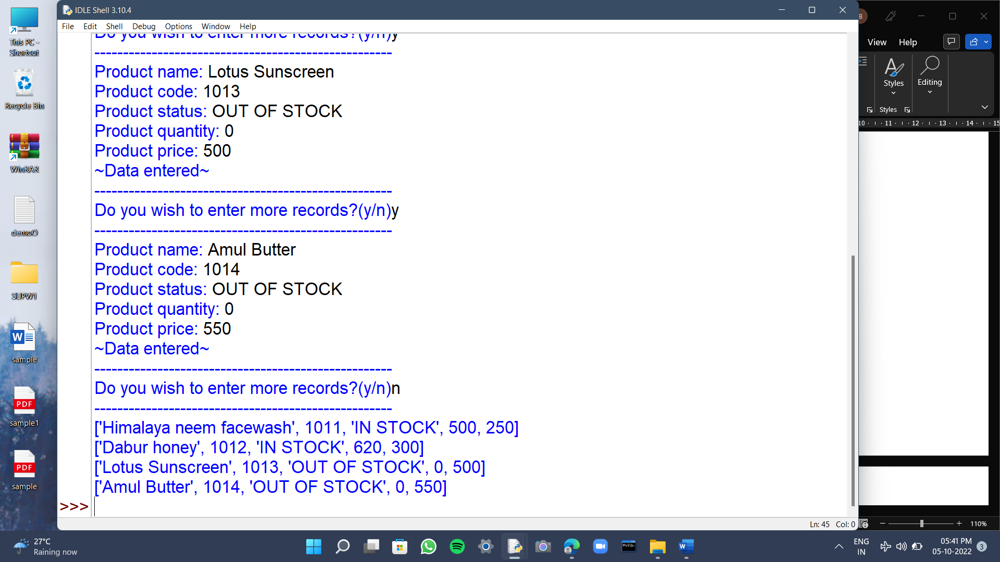 IDLE Shell 3.10.4
File Edit Shell Debug Options Window Help
Do you wish to enter more records?(y/n)y
----------------------------------------------------
Product name: Lotus Sunscreen
Product code: 1013
Product status: OUT OF STOCK
Product quantity: 0
Product price: 500
~Data entered~
----------------------------------------------------
Do you wish to enter more records?(y/n)y
----------------------------------------------------
Product name: Amul Butter
Product code: 1014
Product status: OUT OF STOCK
Product quantity: 0
Product price: 550
~Data entered~
----------------------------------------------------
Do you wish to enter more records?(y/n)n
----------------------------------------------------
['Himalaya neem facewash', 1011, 'IN STOCK', 500, 250]
['Dabur honey', 1012, 'IN STOCK', 620, 300]
['Lotus Sunscreen', 1013, 'OUT OF STOCK', 0, 500]
['Amul Butter', 1014, 'OUT OF STOCK', 0, 550]
>>>
Ln: 45 Col: 0
This PC -
Shortcut
Recycle Bin
WinRAR
demoO
SUPW1
W
sample
PDF
sample1
PDF
sample
B
View Help
Styles
Editing
Styles
10 11 12 13 14 15
110%
27°C
Raining now
MySQL
W
ENG
IN
05:41 PM
05-10-2022
3